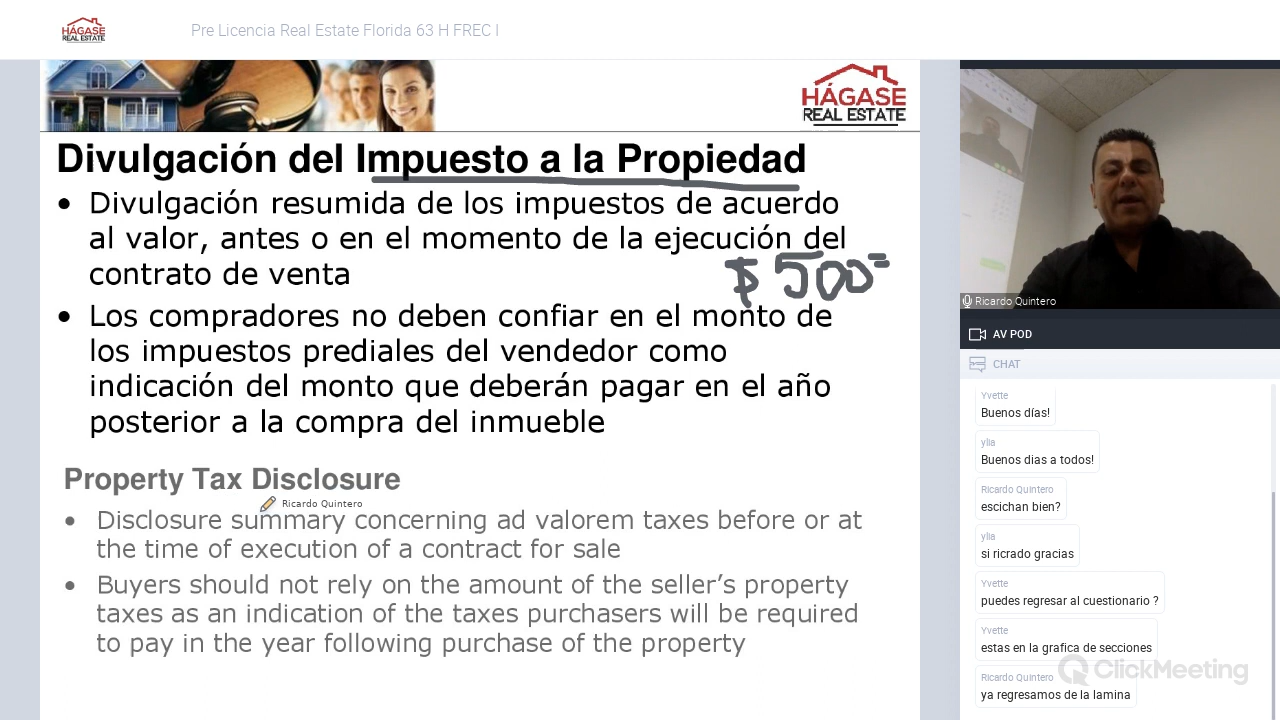 HÁGASE
REAL ESTATE
Pre Licencia Real Estate Florida 63 H FREC I
HÁGASE
REAL ESTATE
Divulgación del Impuesto a la Propiedad
• Divulgación resumida de los impuestos de acuerdo
al valor, antes o en el momento de la ejecución del
contrato de venta
$ 500=
• Los compradores no deben confiar en el monto de
los impuestos prediales del vendedor como
indicación del monto que deberán pagar en el año
posterior a la compra del inmueble
Property Tax Disclosure
Ricardo Quintero
• Disclosure summary concerning ad valorem taxes before or at
the time of execution of a contract for sale
• Buyers should not rely on the amount of the seller's property
taxes as an indication of the taxes purchasers will be required
to pay in the year following purchase of the property
Ricardo Quintero
AV POD
CHAT
Yvette
Buenos días!
ylia
Buenos dias a todos!
Ricardo Quintero
escichan bien?
ylia
si ricrado gracias
Yvette
puedes regresar al cuestionario ?
Yvette
estas en la grafica de secciones
Ricardo Quintero
ya regresamos de la lamina
ClickMeeting